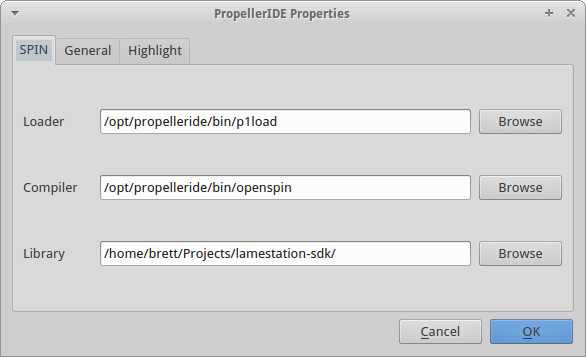 PropellerIDE Properties
SPIN General Highlight
Loader /opt/propelleride/bin/p1load Browse
Compiler /opt/propelleride/bin/openspin Browse
Library /home/brett/Projects/lamestation-sdk/ Browse
Cancel OK